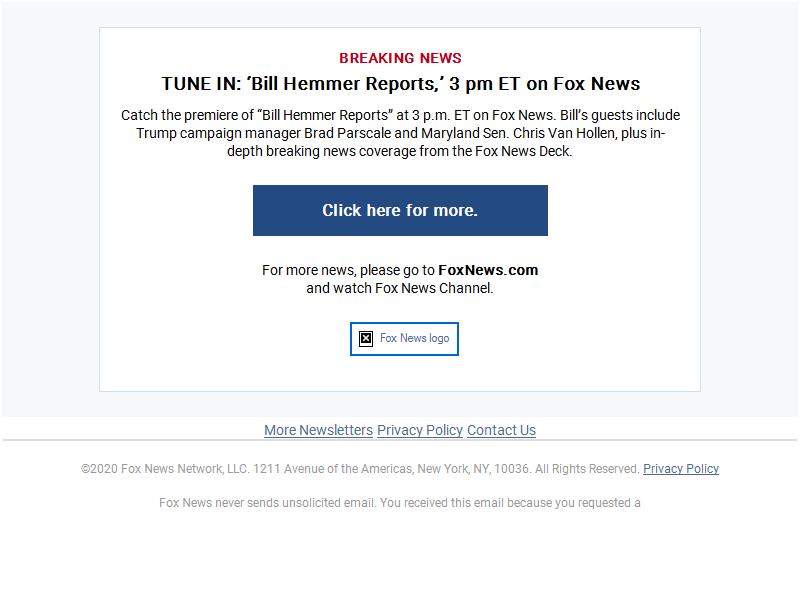 BREAKING NEWS
TUNE IN: ‘Bill Hemmer Reports,’ 3 pm ET on Fox News
Catch the premiere of “Bill Hemmer Reports” at 3 p.m. ET on Fox News. Bill’s guests include
Trump campaign manager Brad Parscale and Maryland Sen. Chris Van Hollen, plus in-
depth breaking news coverage from the Fox News Deck.
Click here for more.
For more news, please go to FoxNews.com
and watch Fox News Channel.
Fox News logo
More Newsletters Privacy Policy Contact Us
©2020 Fox News Network, LLC. 1211 Avenue of the Americas, New York, NY, 10036. All Rights Reserved. Privacy Policy
Fox News never sends unsolicited email. You received this email because you requested a